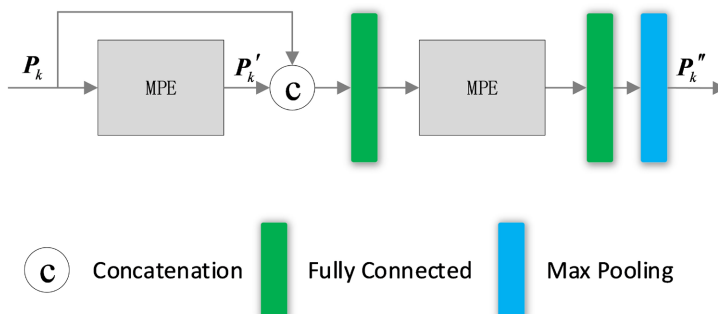 P_k MPE P_k′ C MPE P_k″
C Concatenation Fully Connected Max Pooling